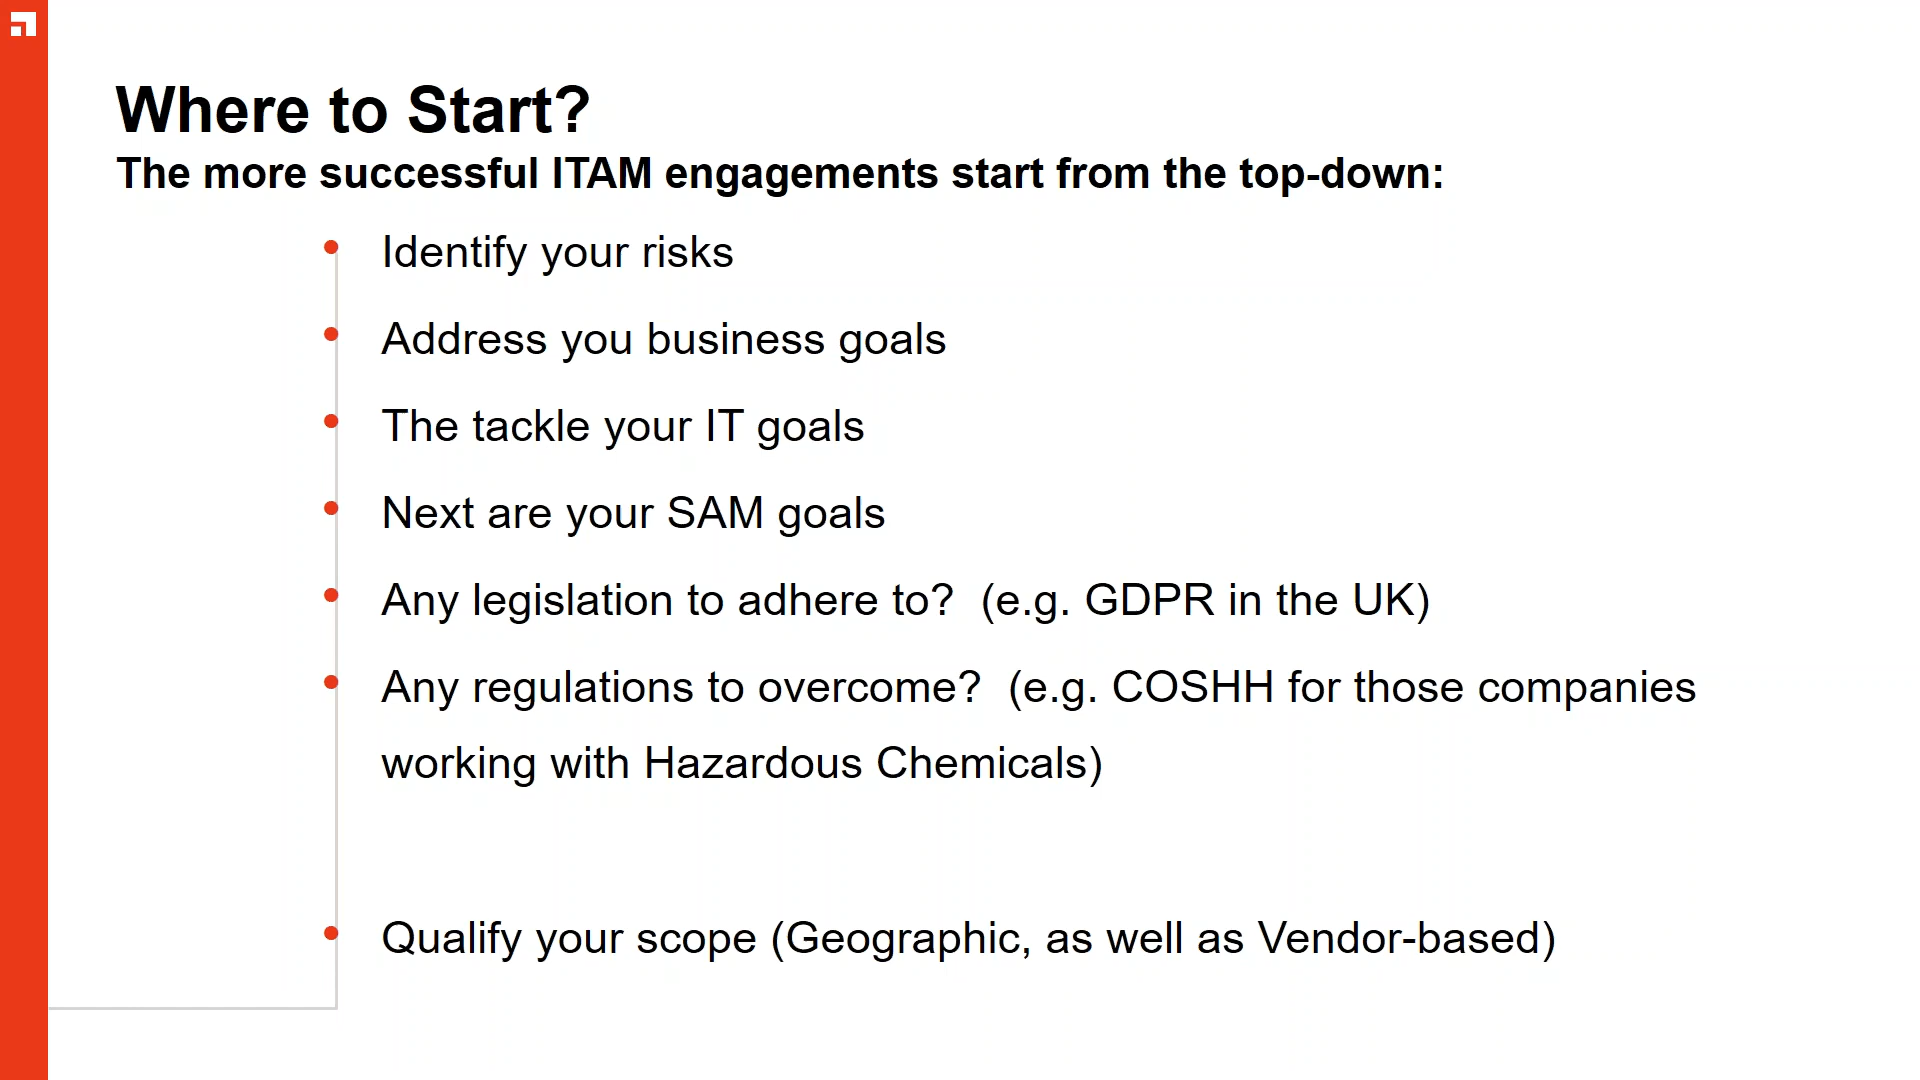 Where to Start?
The more successful ITAM engagements start from the top-down:
• Identify your risks
• Address you business goals
• The tackle your IT goals
• Next are your SAM goals
• Any legislation to adhere to?  (e.g. GDPR in the UK)
• Any regulations to overcome?  (e.g. COSHH for those companies
working with Hazardous Chemicals)
• Qualify your scope (Geographic, as well as Vendor-based)